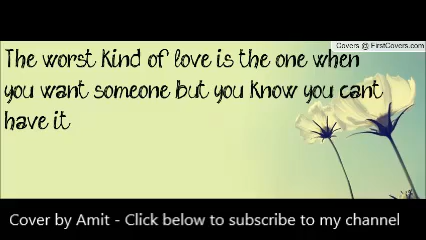 Covers @ FirstCovers.com
The worst kind of love is the one when
you want someone but you know you cant
have it
Cover by Amit - Click below to subscribe to my channel